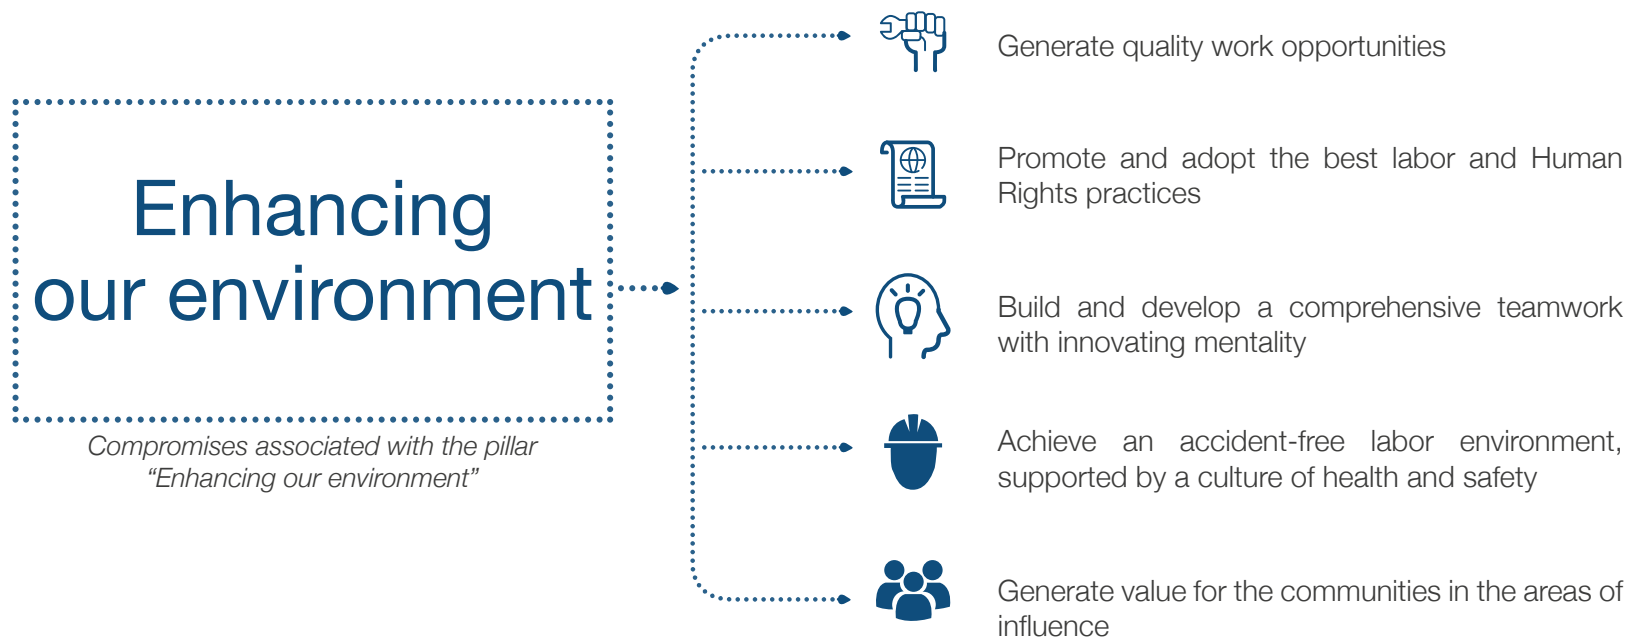 Enhancing
our environment
Compromises associated with the pillar
“Enhancing our environment”
Generate quality work opportunities
Promote and adopt the best labor and Human
Rights practices
Build and develop a comprehensive teamwork
with innovating mentality
Achieve an accident-free labor environment,
supported by a culture of health and safety
Generate value for the communities in the areas of
influence